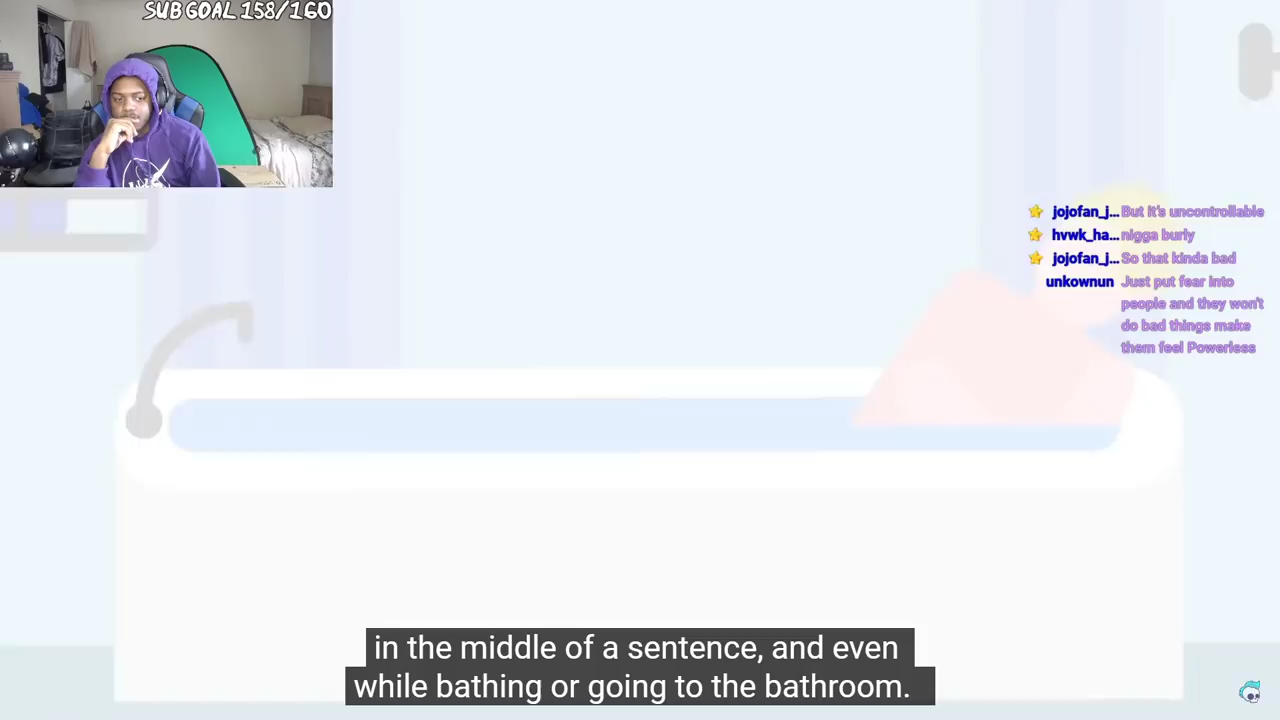 SUB GOAL 158/160
jojofan_j... But it's uncontrollable
hvwk_ha... nigga burly
jojofan_j... So that kinda bad
unkownun Just put fear into
people and they won't
do bad things make
them feel Powerless
in the middle of a sentence, and even
while bathing or going to the bathroom.